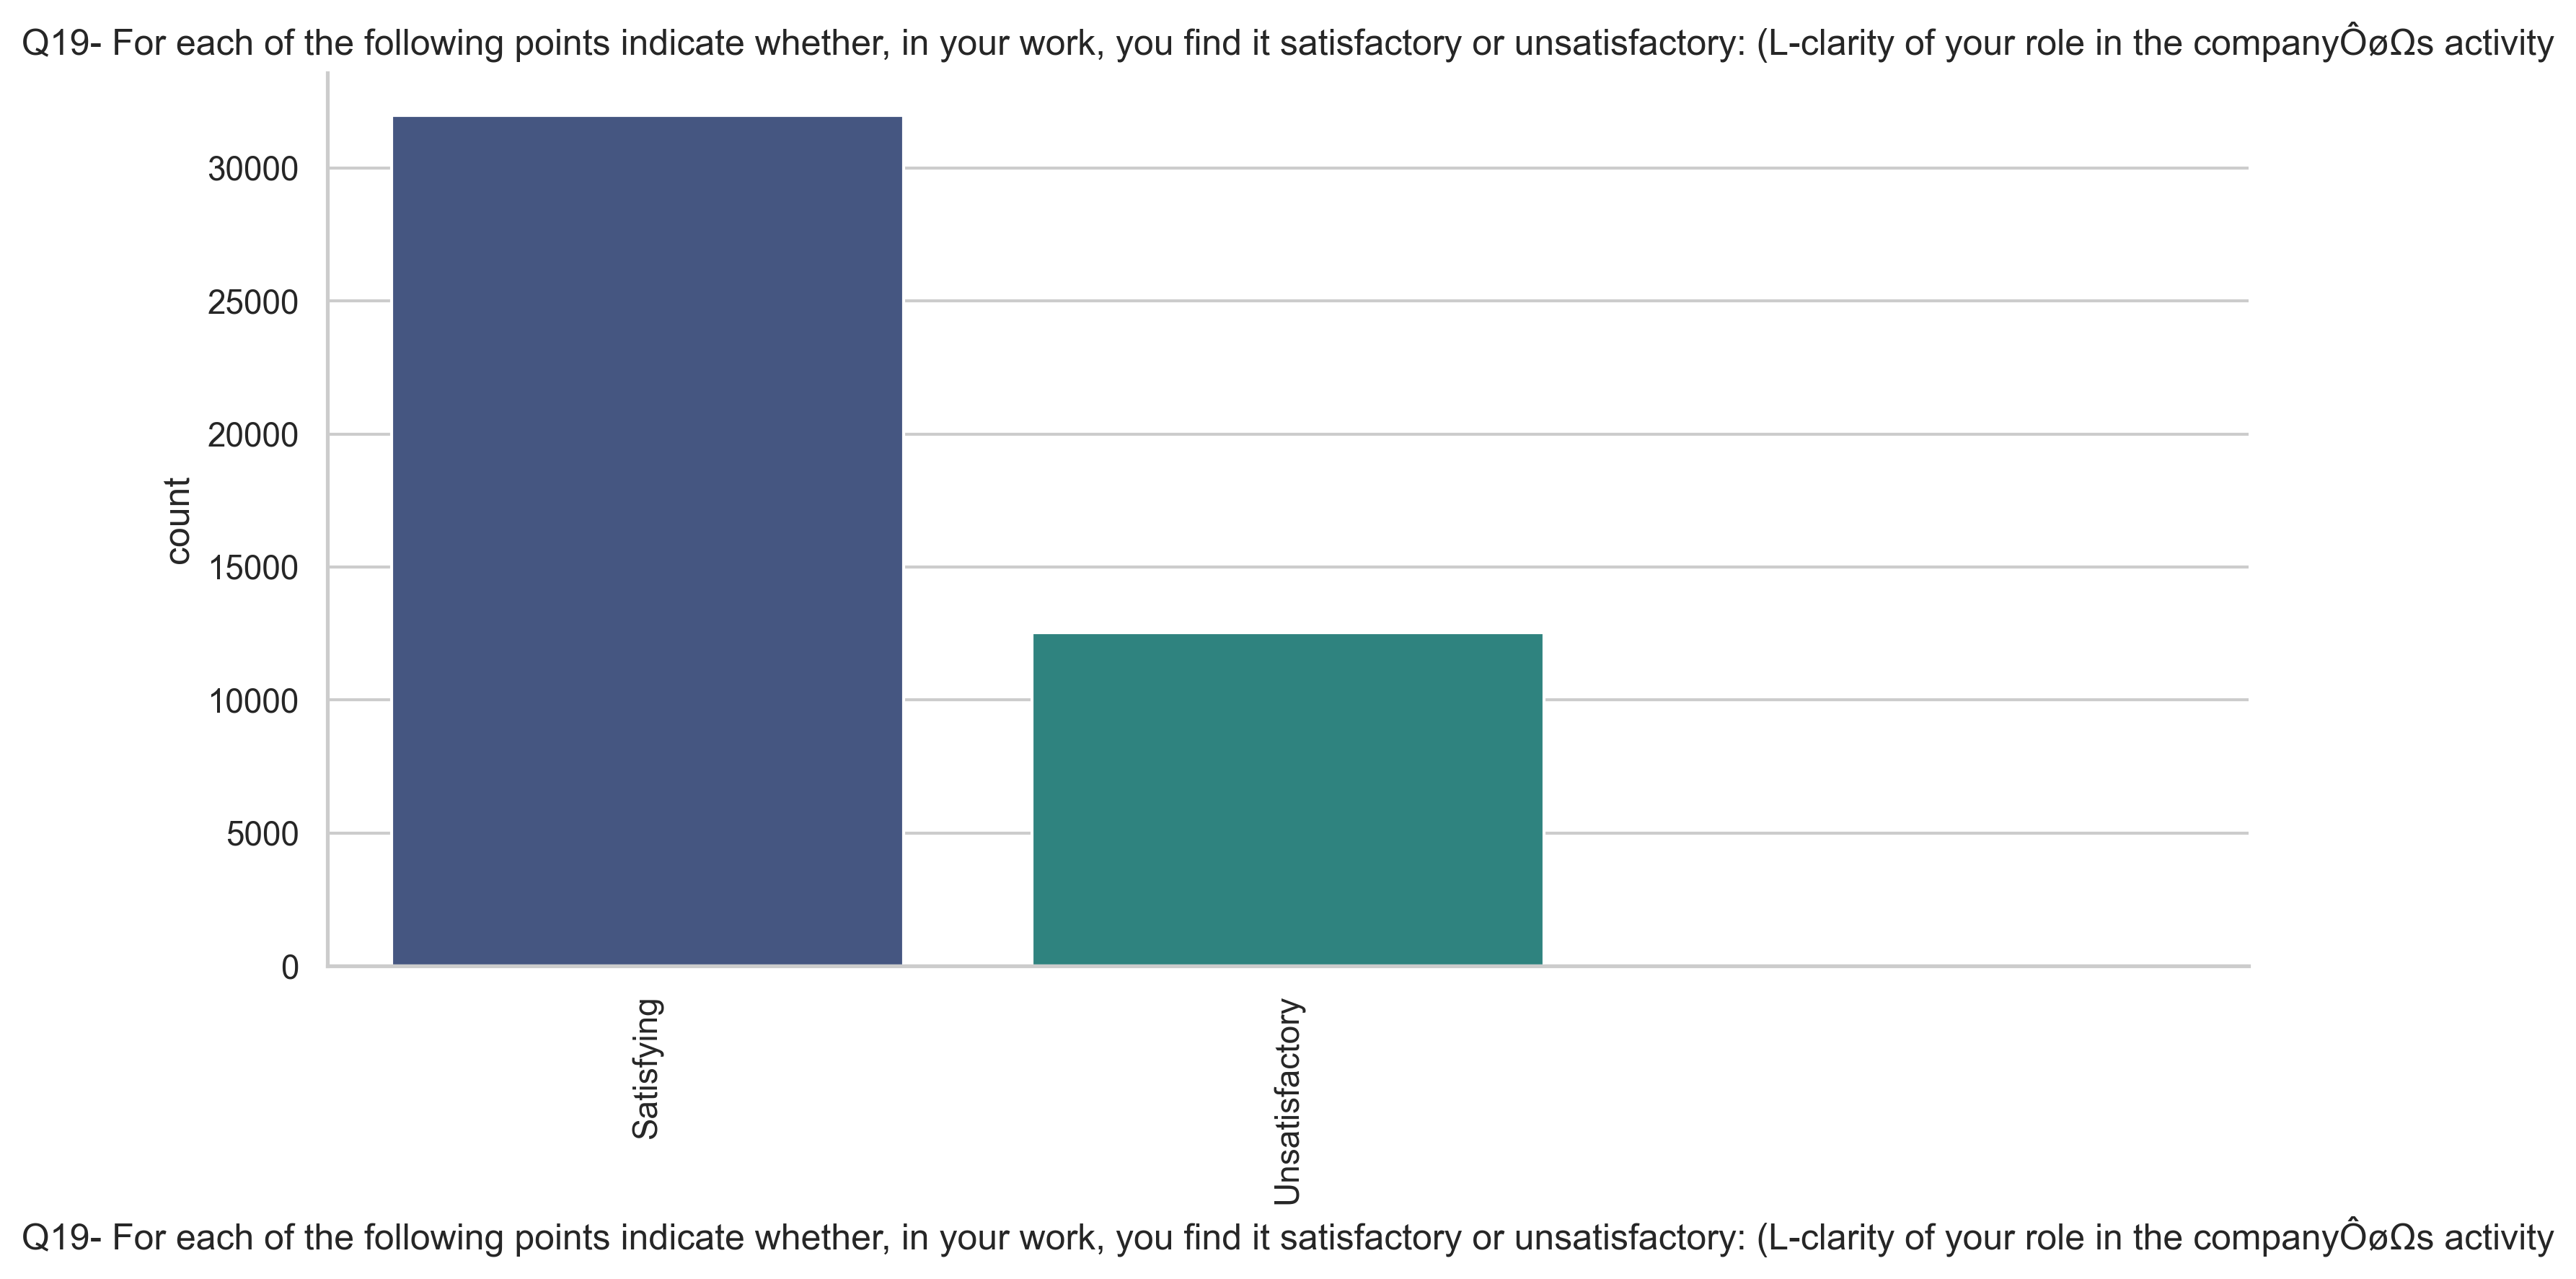 Q19- For each of the following points indicate whether, in your work, you find it satisfactory or unsatisfactory: (L-clarity of your role in the companyÔøΩs activity
30000
25000
20000
15000
10000
5000
0
count
Satisfying
Unsatisfactory
Q19- For each of the following points indicate whether, in your work, you find it satisfactory or unsatisfactory: (L-clarity of your role in the companyÔøΩs activity